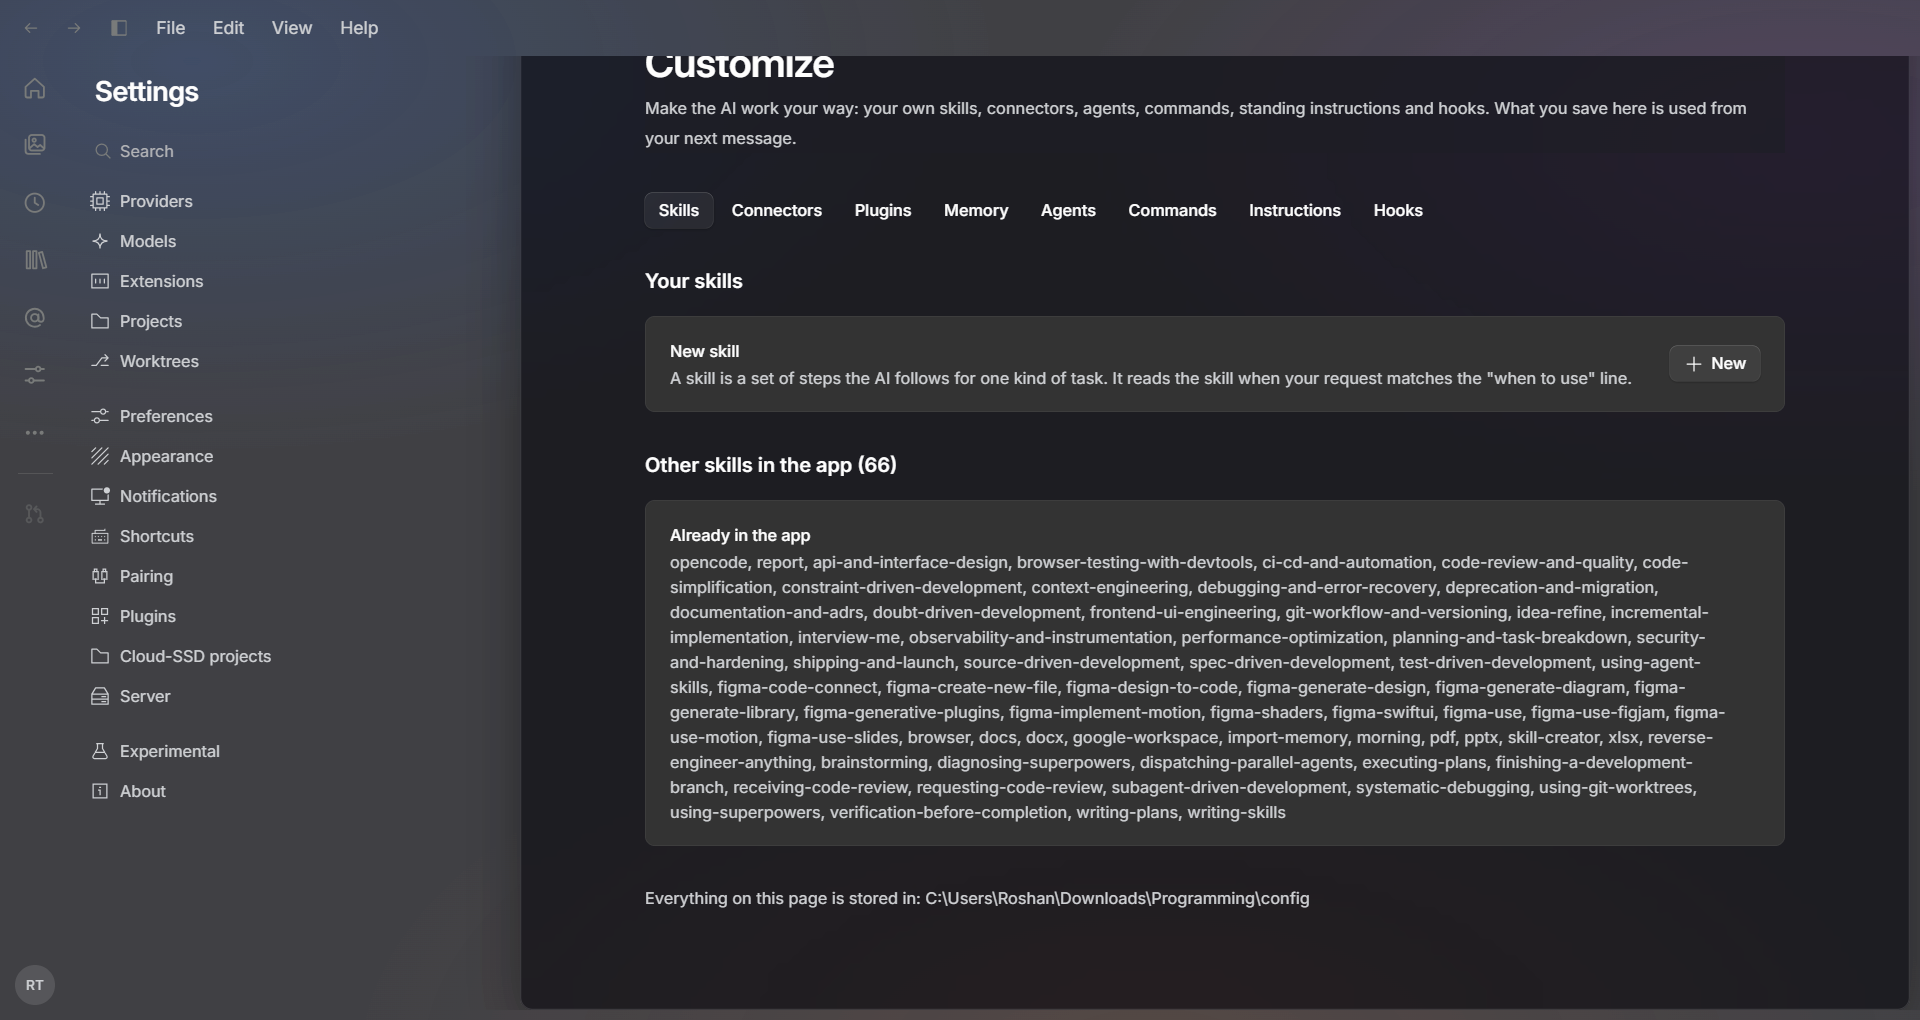 File Edit View Help
Settings
Search
Providers
Models
Extensions
Projects
Worktrees
Preferences
Appearance
Notifications
Shortcuts
Pairing
Plugins
Cloud-SSD projects
Server
Experimental
About
RT
Customize
Make the AI work your way: your own skills, connectors, agents, commands, standing instructions and hooks. What you save here is used from
your next message.
Skills Connectors Plugins Memory Agents Commands Instructions Hooks
Your skills
New skill
A skill is a set of steps the AI follows for one kind of task. It reads the skill when your request matches the "when to use" line.
New
Other skills in the app (66)
Already in the app
opencode, report, api-and-interface-design, browser-testing-with-devtools, ci-cd-and-automation, code-review-and-quality, code-
simplification, constraint-driven-development, context-engineering, debugging-and-error-recovery, deprecation-and-migration,
documentation-and-adrs, doubt-driven-development, frontend-ui-engineering, git-workflow-and-versioning, idea-refine, incremental-
implementation, interview-me, observability-and-instrumentation, performance-optimization, planning-and-task-breakdown, security-
and-hardening, shipping-and-launch, source-driven-development, spec-driven-development, test-driven-development, using-agent-
skills, figma-code-connect, figma-create-new-file, figma-design-to-code, figma-generate-design, figma-generate-diagram, figma-
generate-library, figma-generative-plugins, figma-implement-motion, figma-shaders, figma-swiftui, figma-use, figma-use-figjam, figma-
use-motion, figma-use-slides, browser, docs, docx, google-workspace, import-memory, morning, pdf, pptx, skill-creator, xlsx, reverse-
engineer-anything, brainstorming, diagnosing-superpowers, dispatching-parallel-agents, executing-plans, finishing-a-development-
branch, receiving-code-review, requesting-code-review, subagent-driven-development, systematic-debugging, using-git-worktrees,
using-superpowers, verification-before-completion, writing-plans, writing-skills
Everything on this page is stored in: C:\Users\Roshan\Downloads\Programming\config